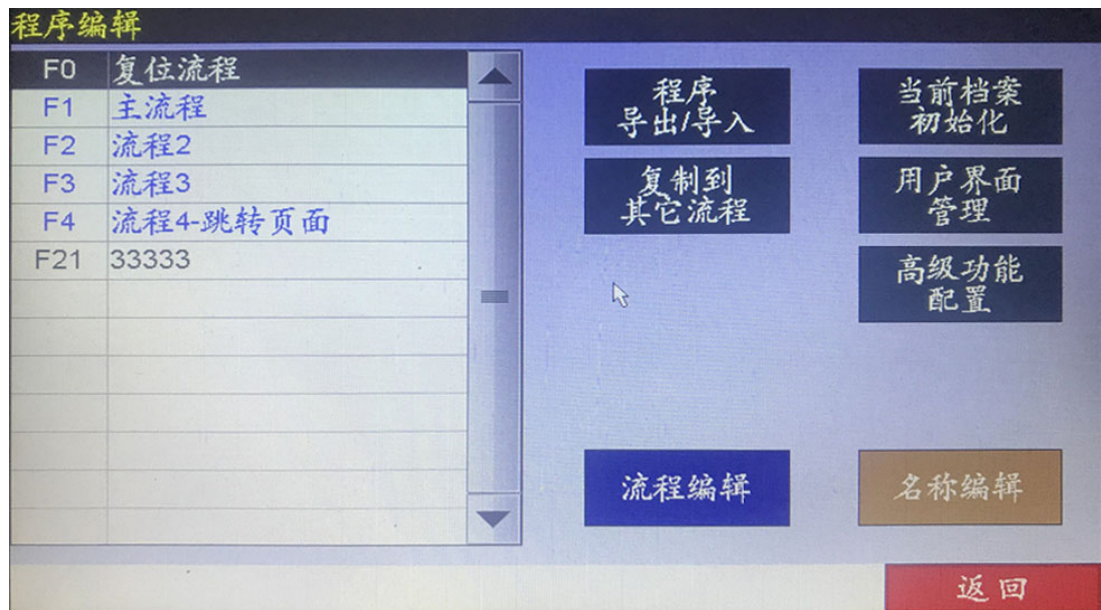 程序编辑
F0 复位流程
F1 主流程
F2 流程2
F3 流程3
F4 流程4-跳转页面
F21 33333
程序
导出/导入
当前档案
初始化
复制到
其它流程
用户界面
管理
高级功能
配置
流程编辑
名称编辑
返回